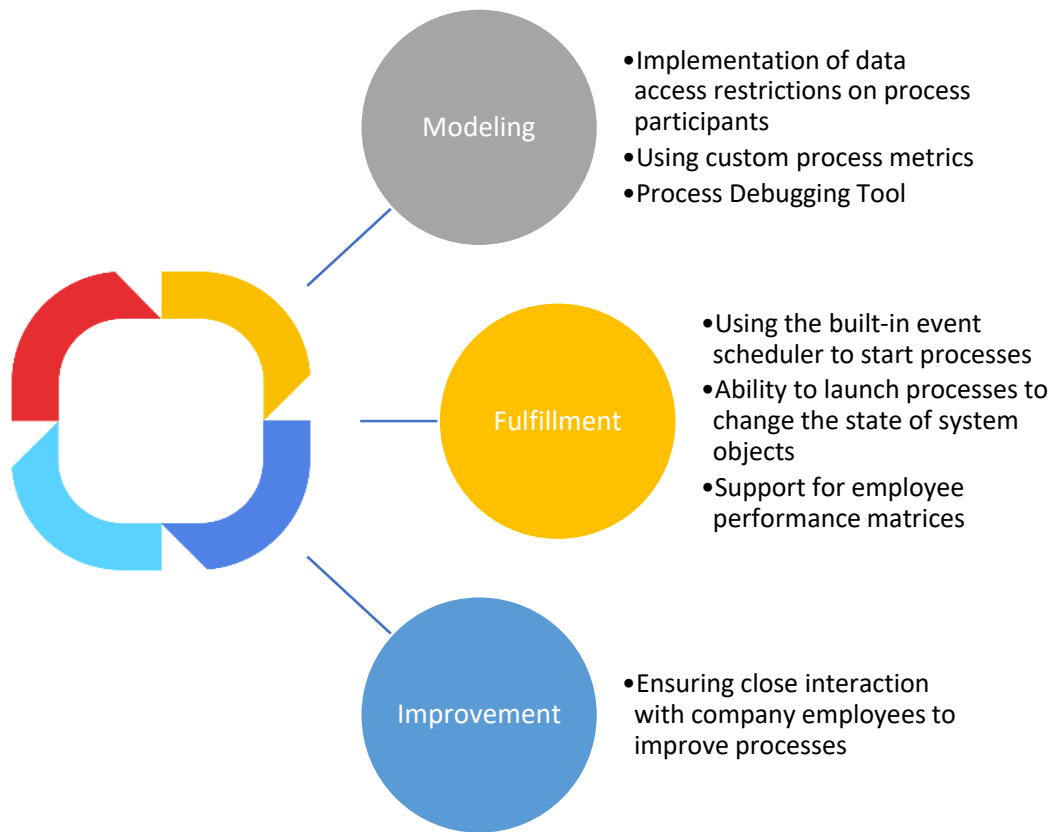 Modeling
•Implementation of data
access restrictions on process
participants
•Using custom process metrics
•Process Debugging Tool
Fulfillment
•Using the built-in event
scheduler to start processes
•Ability to launch processes to
change the state of system
objects
•Support for employee
performance matrices
Improvement
•Ensuring close interaction
with company employees to
improve processes